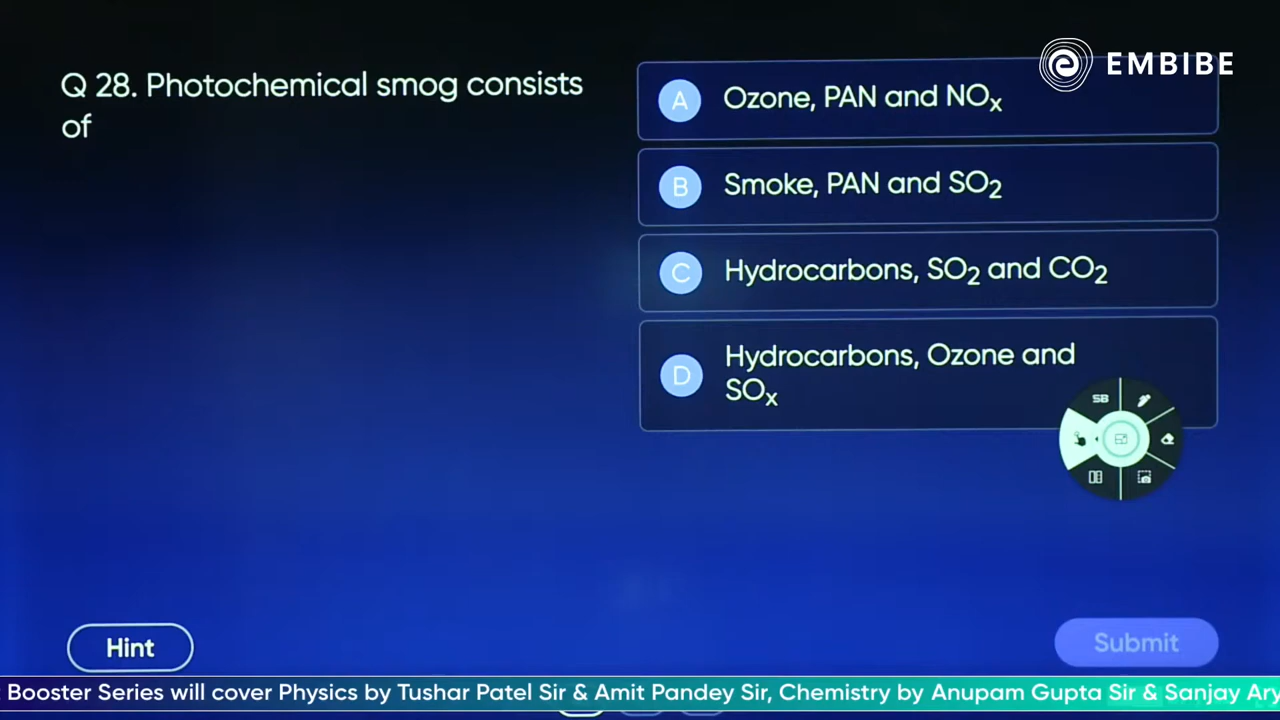 EMBIBE
Q 28. Photochemical smog consists
of
A Ozone, PAN and NOx
B Smoke, PAN and SO2
C Hydrocarbons, SO2 and CO2
D Hydrocarbons, Ozone and
SOx
SB
Hint
Submit
Booster Series will cover Physics by Tushar Patel Sir & Amit Pandey Sir, Chemistry by Anupam Gupta Sir & Sanjay Ary